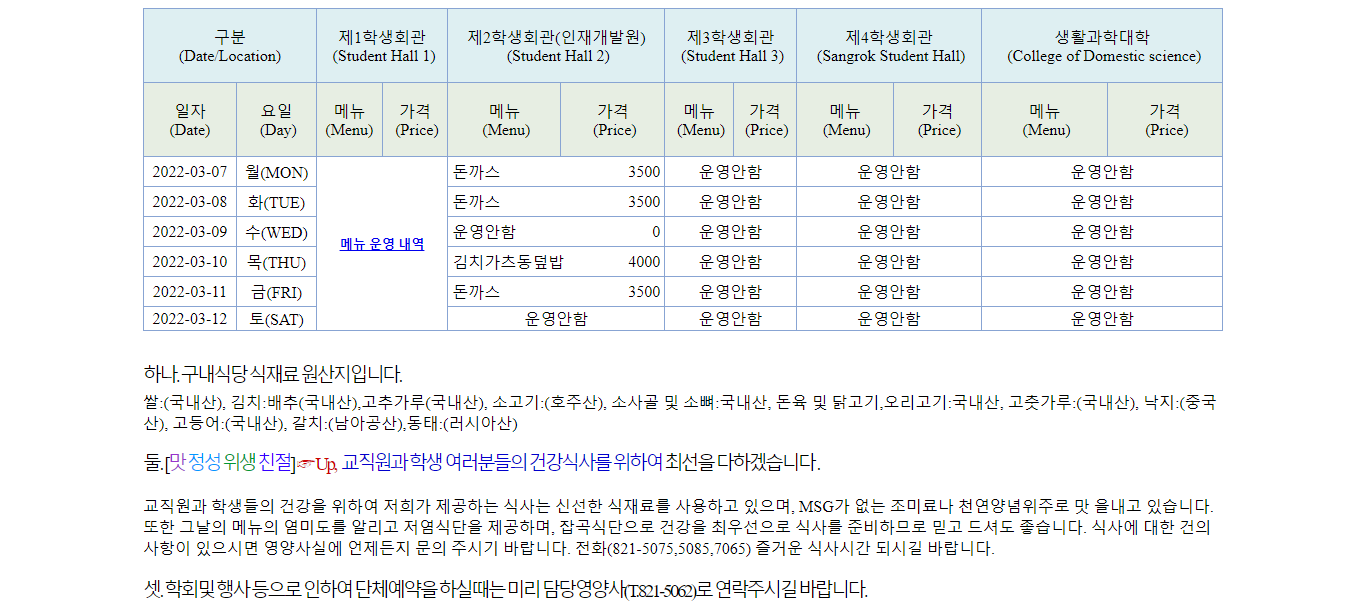 구분 제1학생회관 제2학생회관(인재개발원) 제3학생회관 제4학생회관 생활과학대학
(Date/Location) (Student Hall 1) (Student Hall 2) (Student Hall 3) (Sangrok Student Hall) (College of Domestic science)
일자 요일 메뉴 가격 메뉴 가격 메뉴 가격 메뉴 가격 메뉴 가격
(Date) (Day) (Menu) (Price) (Menu) (Price) (Menu) (Price) (Menu) (Price) (Menu) (Price)
2022-03-07 월(MON) 돈까스 3500 운영안함 운영안함 운영안함
2022-03-08 화(TUE) 돈까스 3500 운영안함 운영안함 운영안함
2022-03-09 수(WED) 운영안함 0 운영안함 운영안함 운영안함
메뉴 운영 내역
2022-03-10 목(THU) 김치가츠동덮밥 4000 운영안함 운영안함 운영안함
2022-03-11 금(FRI) 돈까스 3500 운영안함 운영안함 운영안함
2022-03-12 토(SAT) 운영안함 운영안함 운영안함 운영안함
하나. 구내식당 식재료 원산지입니다.
쌀:(국내산), 김치:배추(국내산),고추가루(국내산), 소고기:(호주산), 소사골 및 소뼈:국내산, 돈육 및 닭고기,오리고기:국내산, 고춧가루:(국내산), 낙지:(중국
산), 고등어:(국내산), 갈치:(남아공산),동태:(러시아산)
둘.[맛 정성 위생 친절]☞Up, 교직원과 학생 여러분들의 건강식사를 위하여 최선을 다하겠습니다.
교직원과 학생들의 건강을 위하여 저희가 제공하는 식사는 신선한 식재료를 사용하고 있으며, MSG가 없는 조미료나 천연양념위주로 맛 을내고 있습니다.
또한 그날의 메뉴의 염미도를 알리고 저염식단을 제공하며, 잡곡식단으로 건강을 최우선으로 식사를 준비하므로 믿고 드셔도 좋습니다. 식사에 대한 건의
사항이 있으시면 영양사실에 언제든지 문의 주시기 바랍니다. 전화(821-5075,5085,7065) 즐거운 식사시간 되시길 바랍니다.
셋. 학회및 행사 등으로 인하여 단체예약을 하실때는 미리 담당영양사(T.821-5062)로 연락주시길 바랍니다.